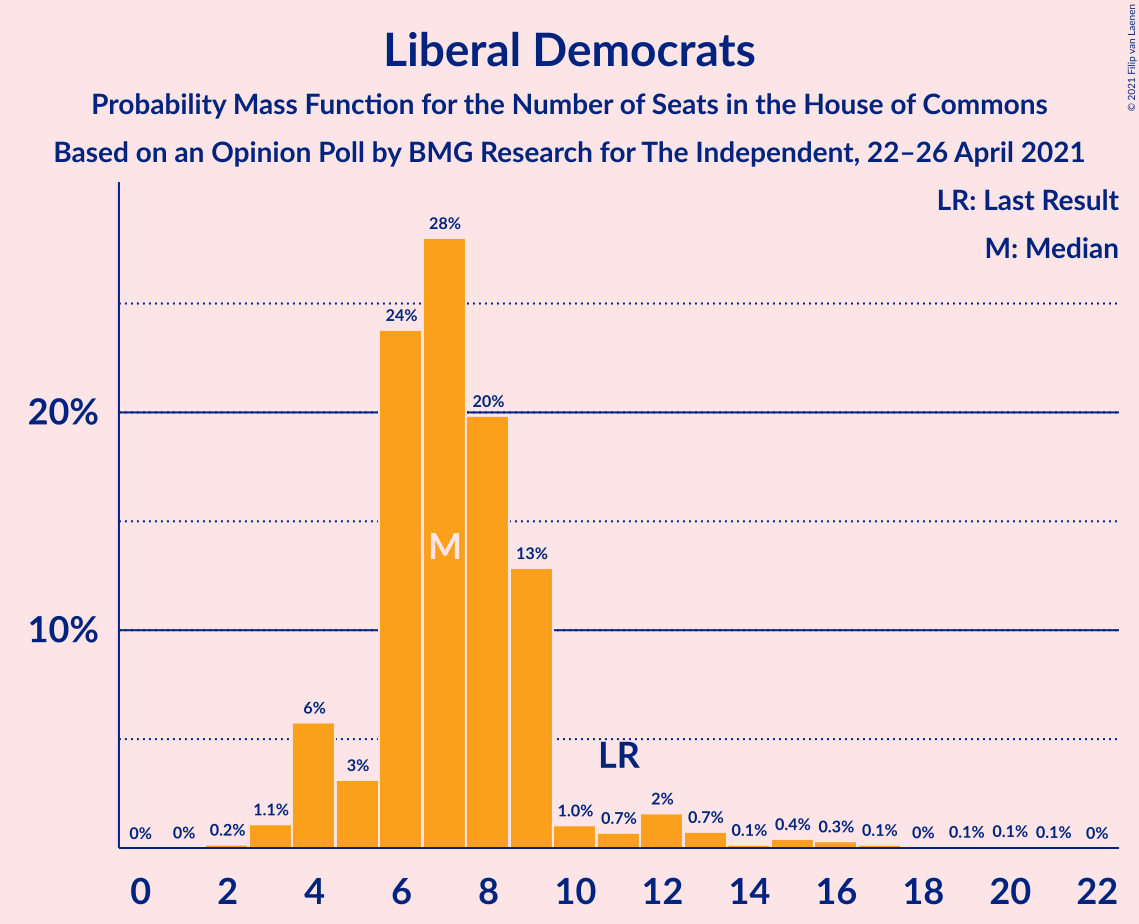 Liberal Democrats
Probability Mass Function for the Number of Seats in the House of Commons
Based on an Opinion Poll by BMG Research for The Independent, 22–26 April 2021
© 2021 Filip van Laenen
LR: Last Result
M: Median
28%
24%
20%
20%
13%
M
10%
6%
LR
3%
2%
1.1%
1.0%
0.7%
0.7%
0% 0% 0.2% 0.1% 0.4% 0.3% 0.1% 0% 0.1% 0.1% 0.1% 0%
0 2 4 6 8 10 12 14 16 18 20 22